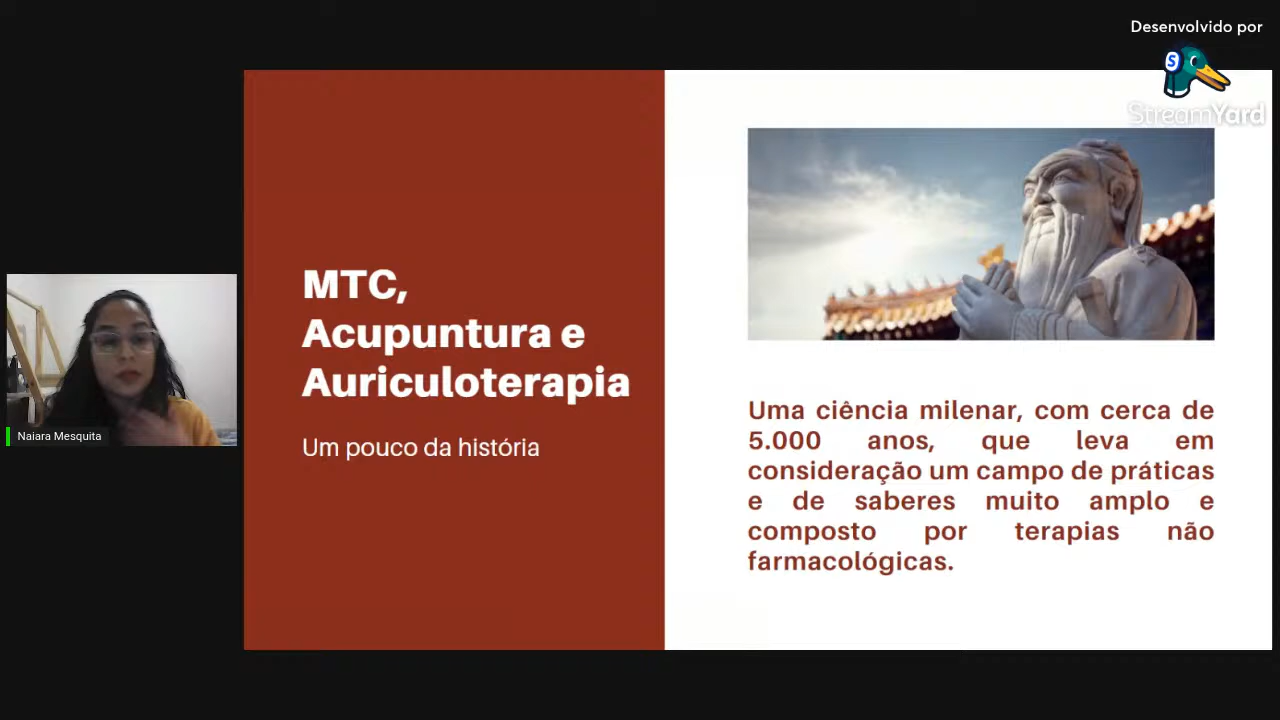 Desenvolvido por
StreamYard
MTC,
Acupuntura e
Auriculoterapia
Um pouco da história
Uma ciência milenar, com cerca de
5.000 anos, que leva em
consideração um campo de práticas
e de saberes muito amplo e
composto por terapias não
farmacológicas.
Naiara Mesquita